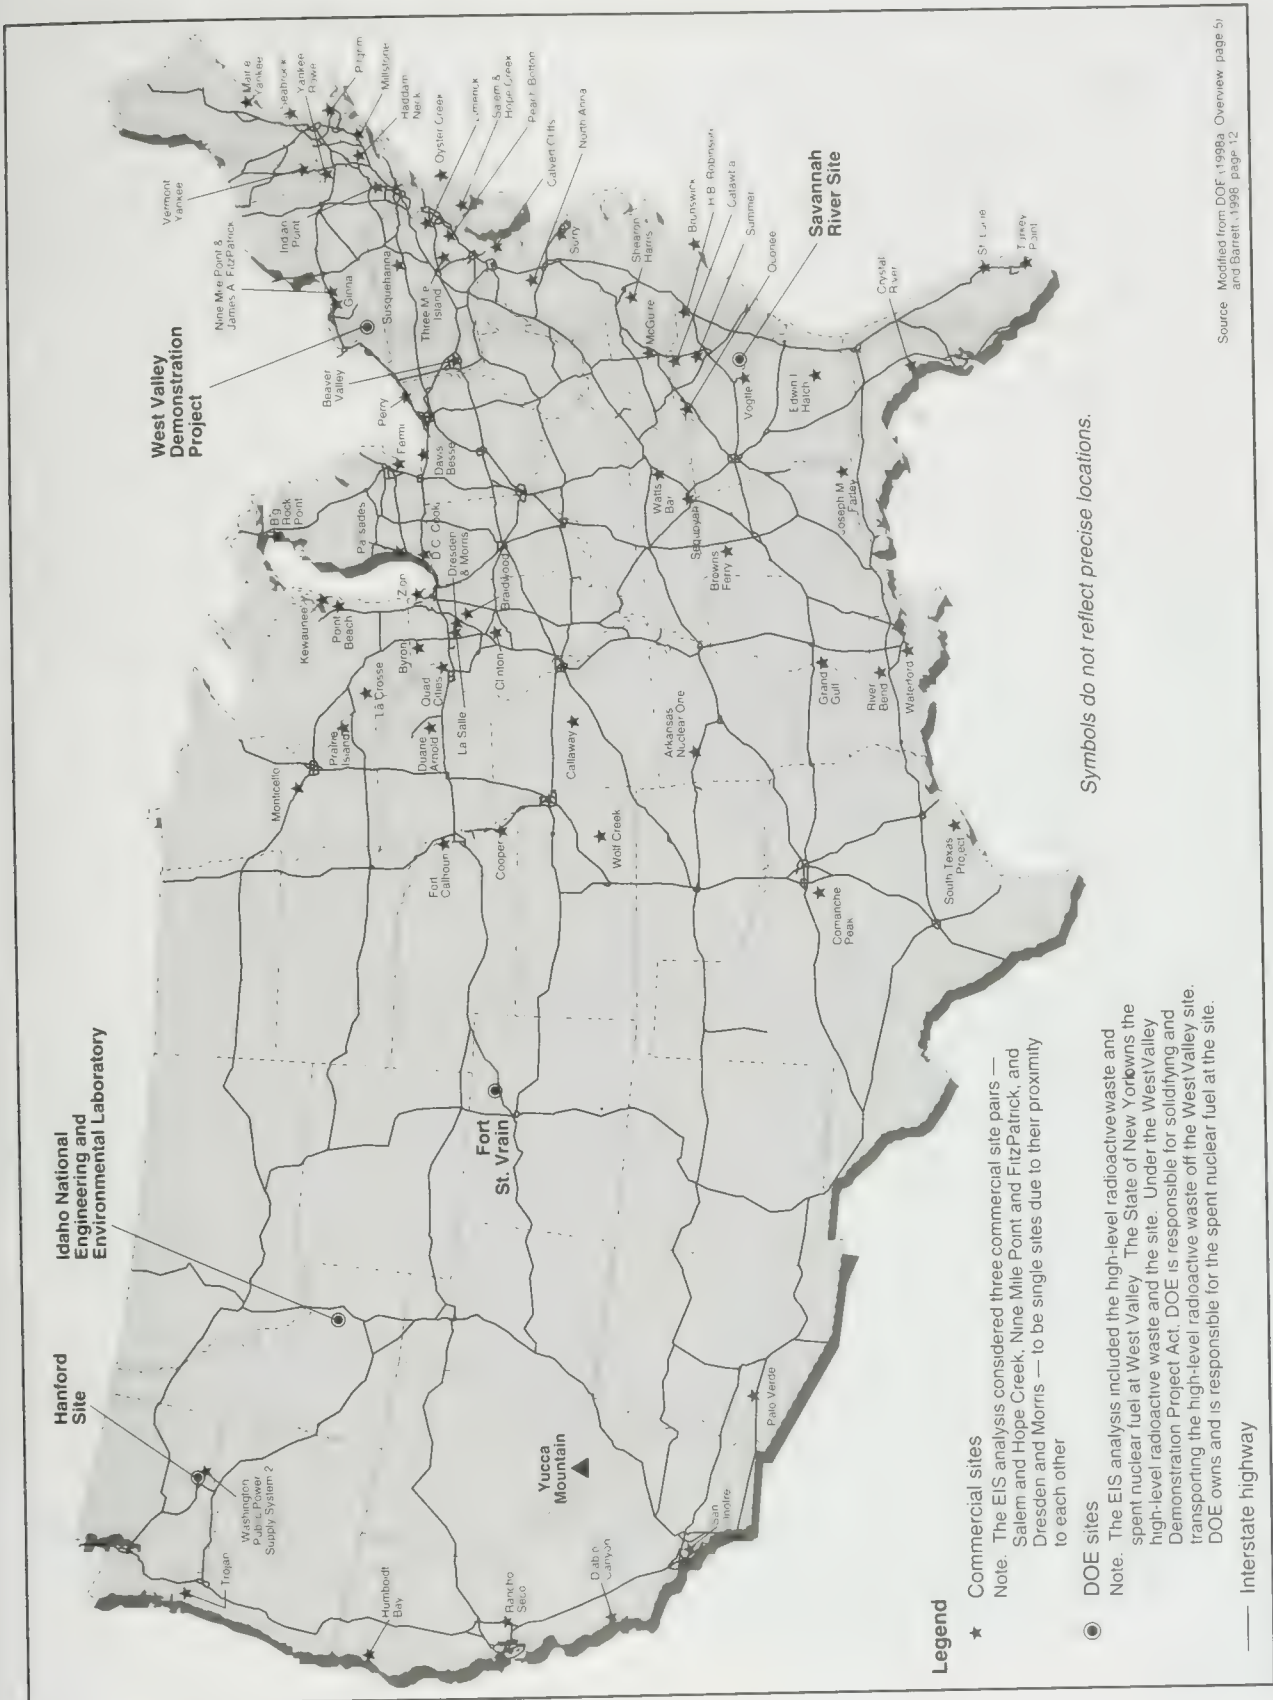 Hanford
Site
Idaho National
Engineering and
Environmental Laboratory
West Valley
Demonstration
Project
Savannah
River Site
Fort
St. Vrain
Yucca
Mountain
Washington
Public Power
Supply System 2
Trojan
Humboldt
Bay
Rancho
Seco
Canyon
San
Palo Verde
Monticello
Prairie
Island
La Crosse
Kewaunee
Point
Beach
Big
Rock
Point
Palisades
Zion
Byron
Quad
Cities
Duane
Arnold
La Salle
Clinton
D C Cook
Dresden
& Morris
Braidwood
Fermi
Davis
Besse
Perry
Beaver
Valley
Fort
Calhoun
Cooper
Wolf Creek
Callaway
Arkansas
Nuclear One
Comanche
Peak
South Texas
Project
Grand
Gulf
River
Bend
Waterford
Browns
Ferry
Sequoyah
Watts
Bar
Joseph M
Farley
Edwin I
Hatch
Vogtle
Oconee
Summer
Catawba
H B Robinson
Brunswick
McGuire
Shearon
Harris
Surry
North Anna
Calvert Cliffs
Peach Bottom
Salem &
Hope Creek
Limerick
Oyster Creek
Three Mile
Island
Susquehanna
Ginna
Nine Mile Point &
James A FitzPatrick
Indian
Point
Vermont
Yankee
Maine
Yankee
Seabrook
Yankee
Rowe
Pilgrim
Millstone
Haddam
Neck
Crystal
River
St Lucie
Turkey
Point
Symbols do not reflect precise locations.
Legend
Commercial sites
Note. The EIS analysis considered three commercial site pairs —
Salem and Hope Creek, Nine Mile Point and FitzPatrick, and
Dresden and Morris — to be single sites due to their proximity
to each other
DOE sites
Note. The EIS analysis included the high-level radioactive waste and
spent nuclear fuel at West Valley The State of New York owns the
high-level radioactive waste and the site. Under the West Valley
Demonstration Project Act, DOE is responsible for solidifying and
transporting the high-level radioactive waste off the West Valley site.
DOE owns and is responsible for the spent nuclear fuel at the site.
Interstate highway
Source Modified from DOE (1998a Overview page 5)
and Barrett (1998 page 12